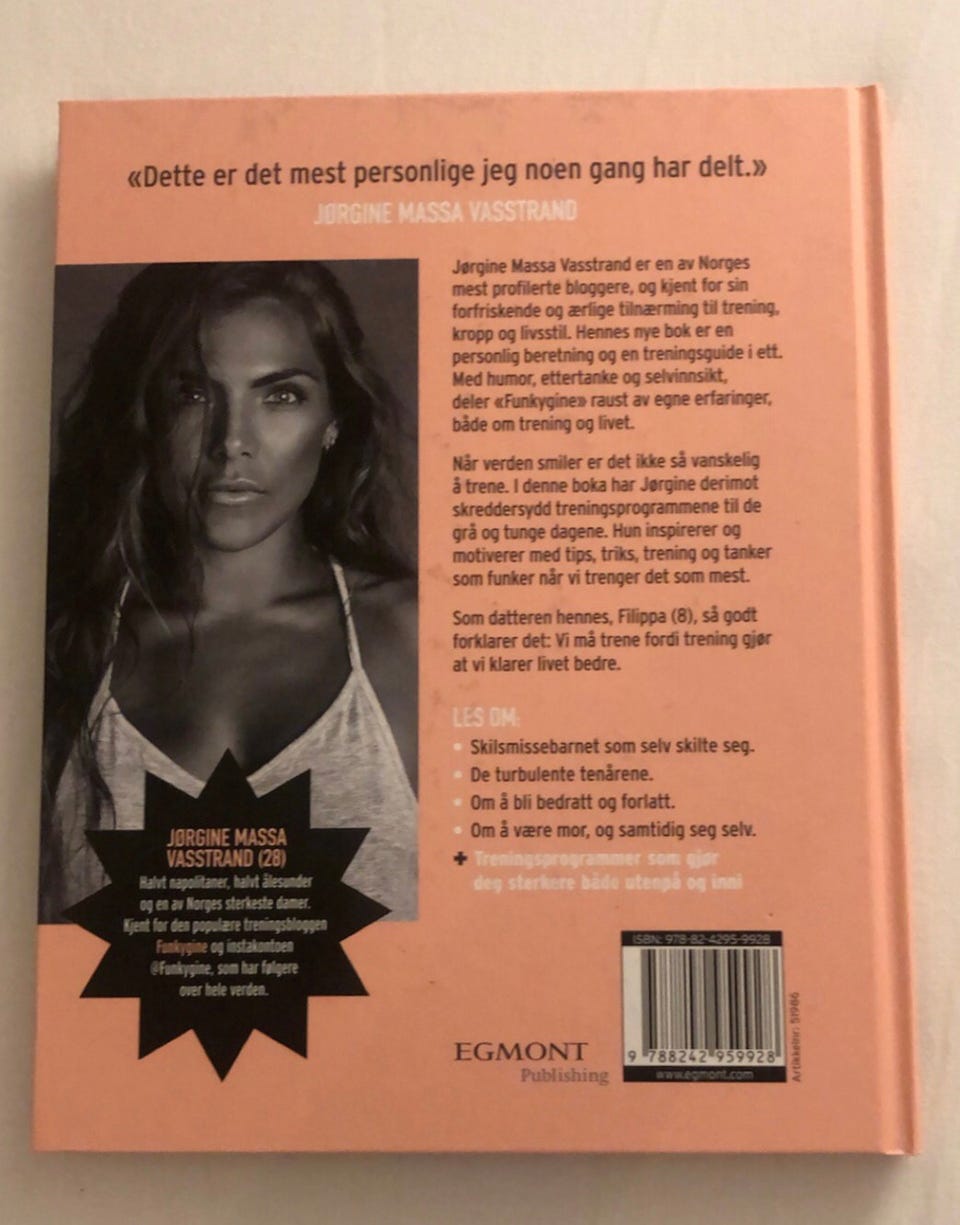 «Dette er det mest personlige jeg noen gang har delt.»
JØRGINE MASSA VASSTRAND
Jørgine Massa Vasstrand er en av Norges
mest profilerte bloggere, og kjent for sin
forfriskende og ærlige tilnærming til trening,
kropp og livsstil. Hennes nye bok er en
personlig beretning og en treningsguide i ett.
Med humor, ettertanke og selvinnsikt,
deler «Funkygine» raust av egne erfaringer,
både om trening og livet.
Når verden smiler er det ikke så vanskelig
å trene. I denne boka har Jørgine derimot
skreddersydd treningsprogrammene til de
grå og tunge dagene. Hun inspirerer og
motiverer med tips, triks, trening og tanker
som funker når vi trenger det som mest.
Som datteren hennes, Filippa (8), så godt
forklarer det: Vi må trene fordi trening gjør
at vi klarer livet bedre.
LES OM:
• Skilsmissebarnet som selv skilte seg.
• De turbulente tenårene.
• Om å bli bedratt og forlatt.
• Om å være mor, og samtidig seg selv.
+ Treningsprogrammer som gjør
deg sterkere både utenpå og inni
JØRGINE MASSA
VASSTRAND (28)
Halvt napolitaner, halvt ålesunder
og en av Norges sterkeste damer.
Kjent for den populære treningsbloggen
Funkygine og instakontoen
@Funkygine, som har følgere
over hele verden.
EGMONT
Publishing
ISBN: 978-82-4295-9928
9 788242 959928
www.egmont.com
Artikkelnr: 51986